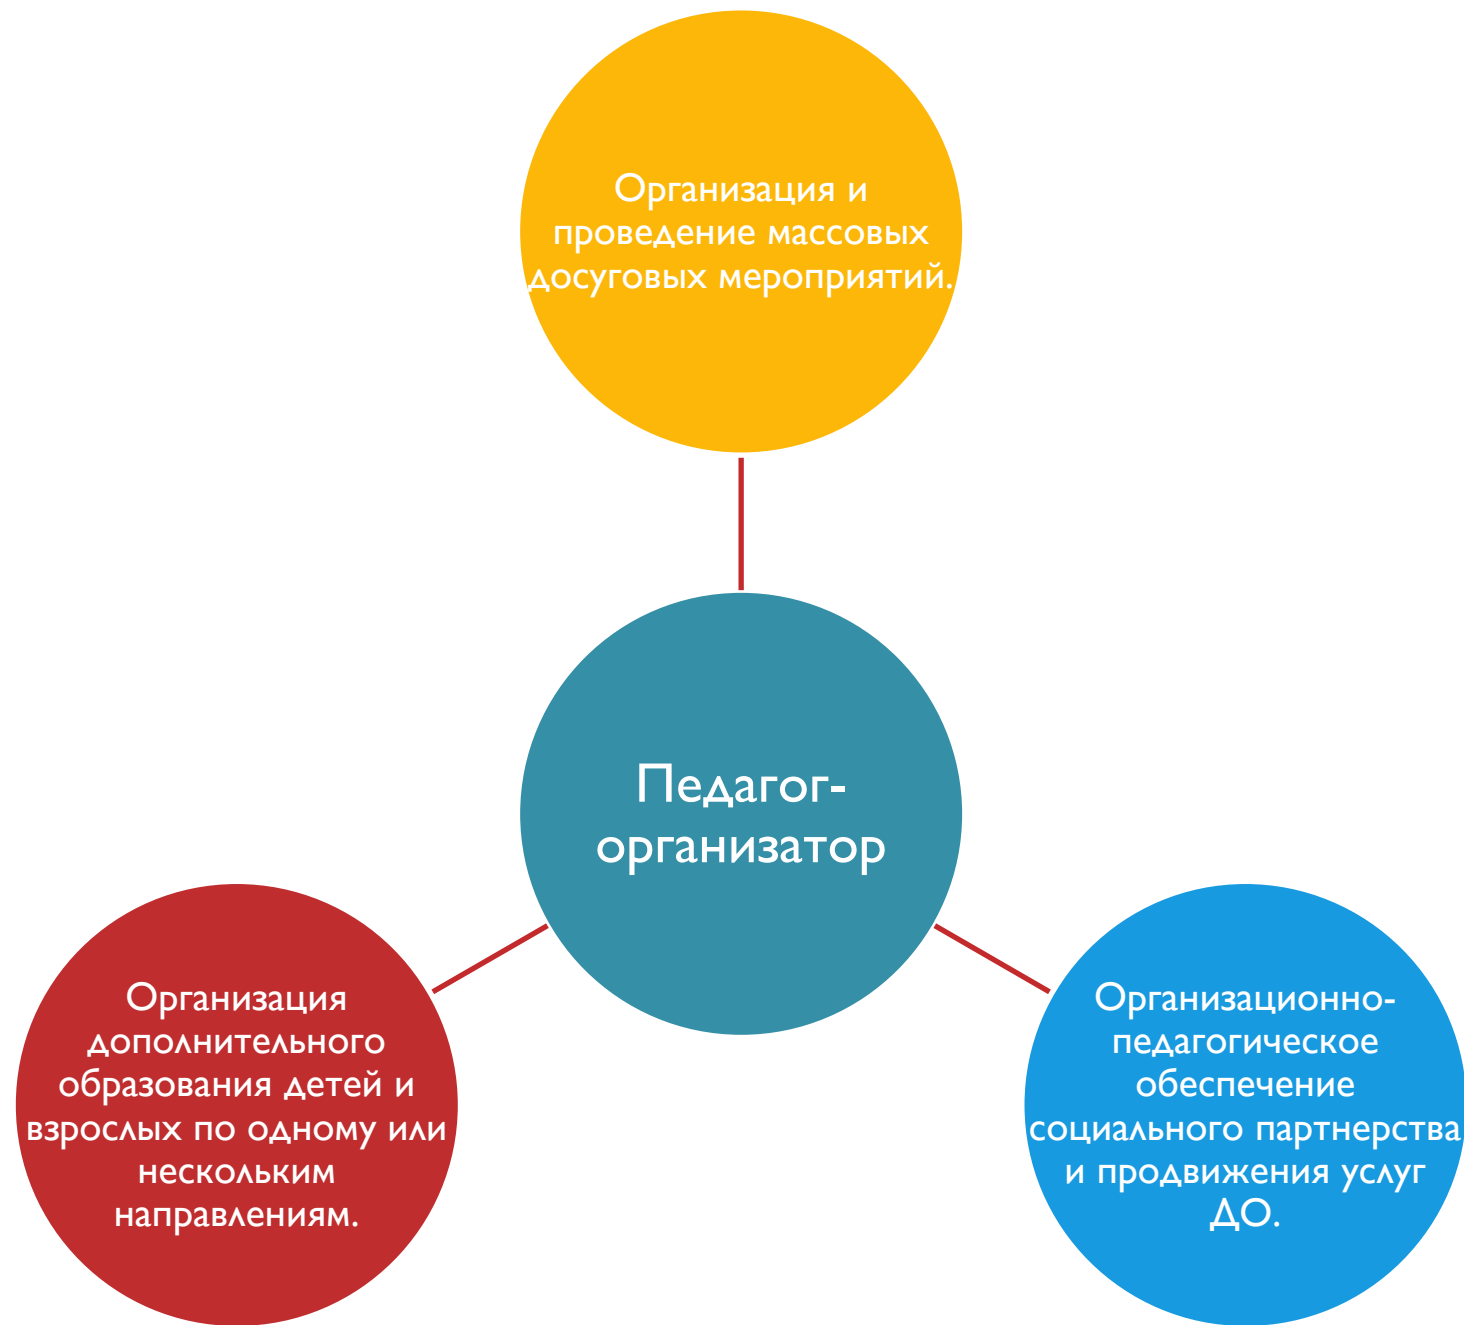 Организация и
проведение массовых
досуговых мероприятий.
Педагог-
организатор
Организация
дополнительного
образования детей и
взрослых по одному или
нескольким
направлениям.
Организационно-
педагогическое
обеспечение
социального партнерства
и продвижения услуг
ДО.